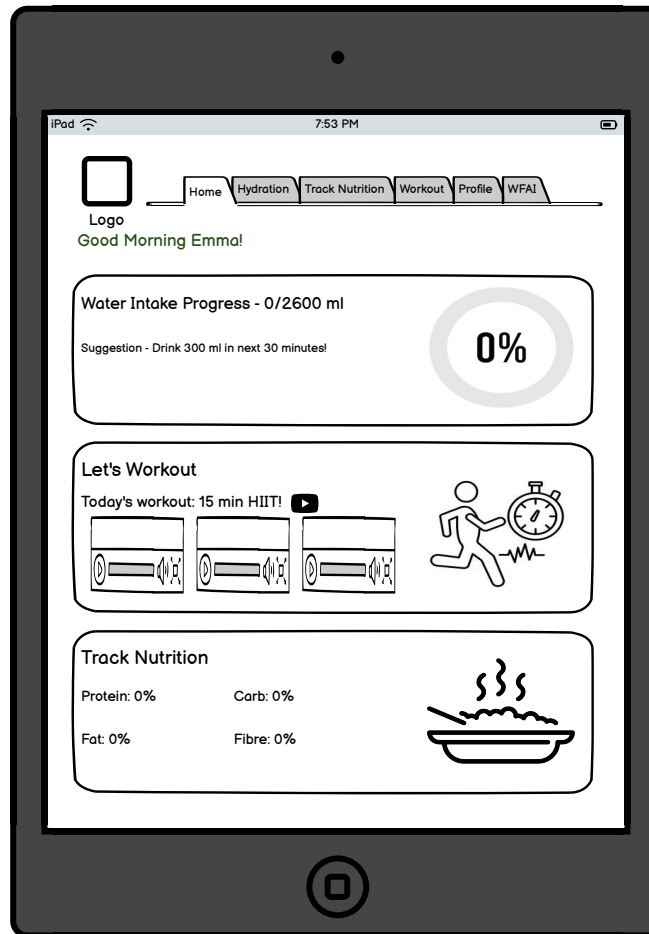 iPad
7:53 PM
Logo
Home
Hydration
Track Nutrition
Workout
Profile
WFAI
Good Morning Emma!
Water Intake Progress - 0/2600 ml
Suggestion - Drink 300 ml in next 30 minutes!
0%
Let's Workout
Today's workout: 15 min HIIT!
Track Nutrition
Protein: 0%
Carb: 0%
Fat: 0%
Fibre: 0%